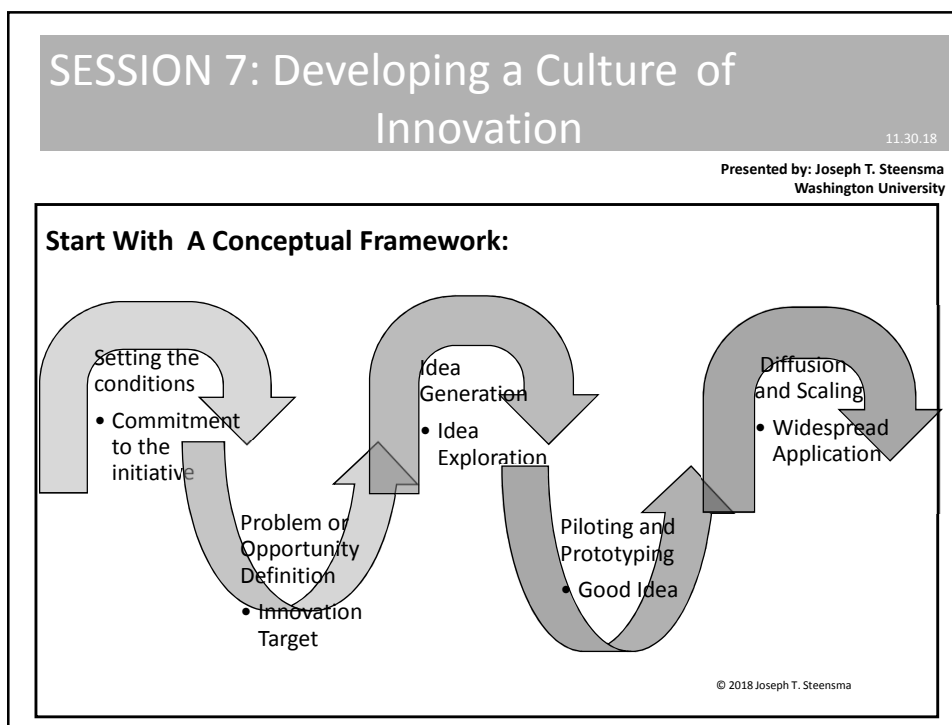 SESSION 7: Developing a Culture of
Innovation
11.30.18
Presented by: Joseph T. Steensma
Washington University
Start With A Conceptual Framework:
Setting the
conditions
• Commitment
to the
initiative
Problem or
Opportunity
Definition
• Innovation
Target
Idea
Generation
• Idea
Exploration
Piloting and
Prototyping
• Good Idea
Diffusion
and Scaling
• Widespread
Application
© 2018 Joseph T. Steensma